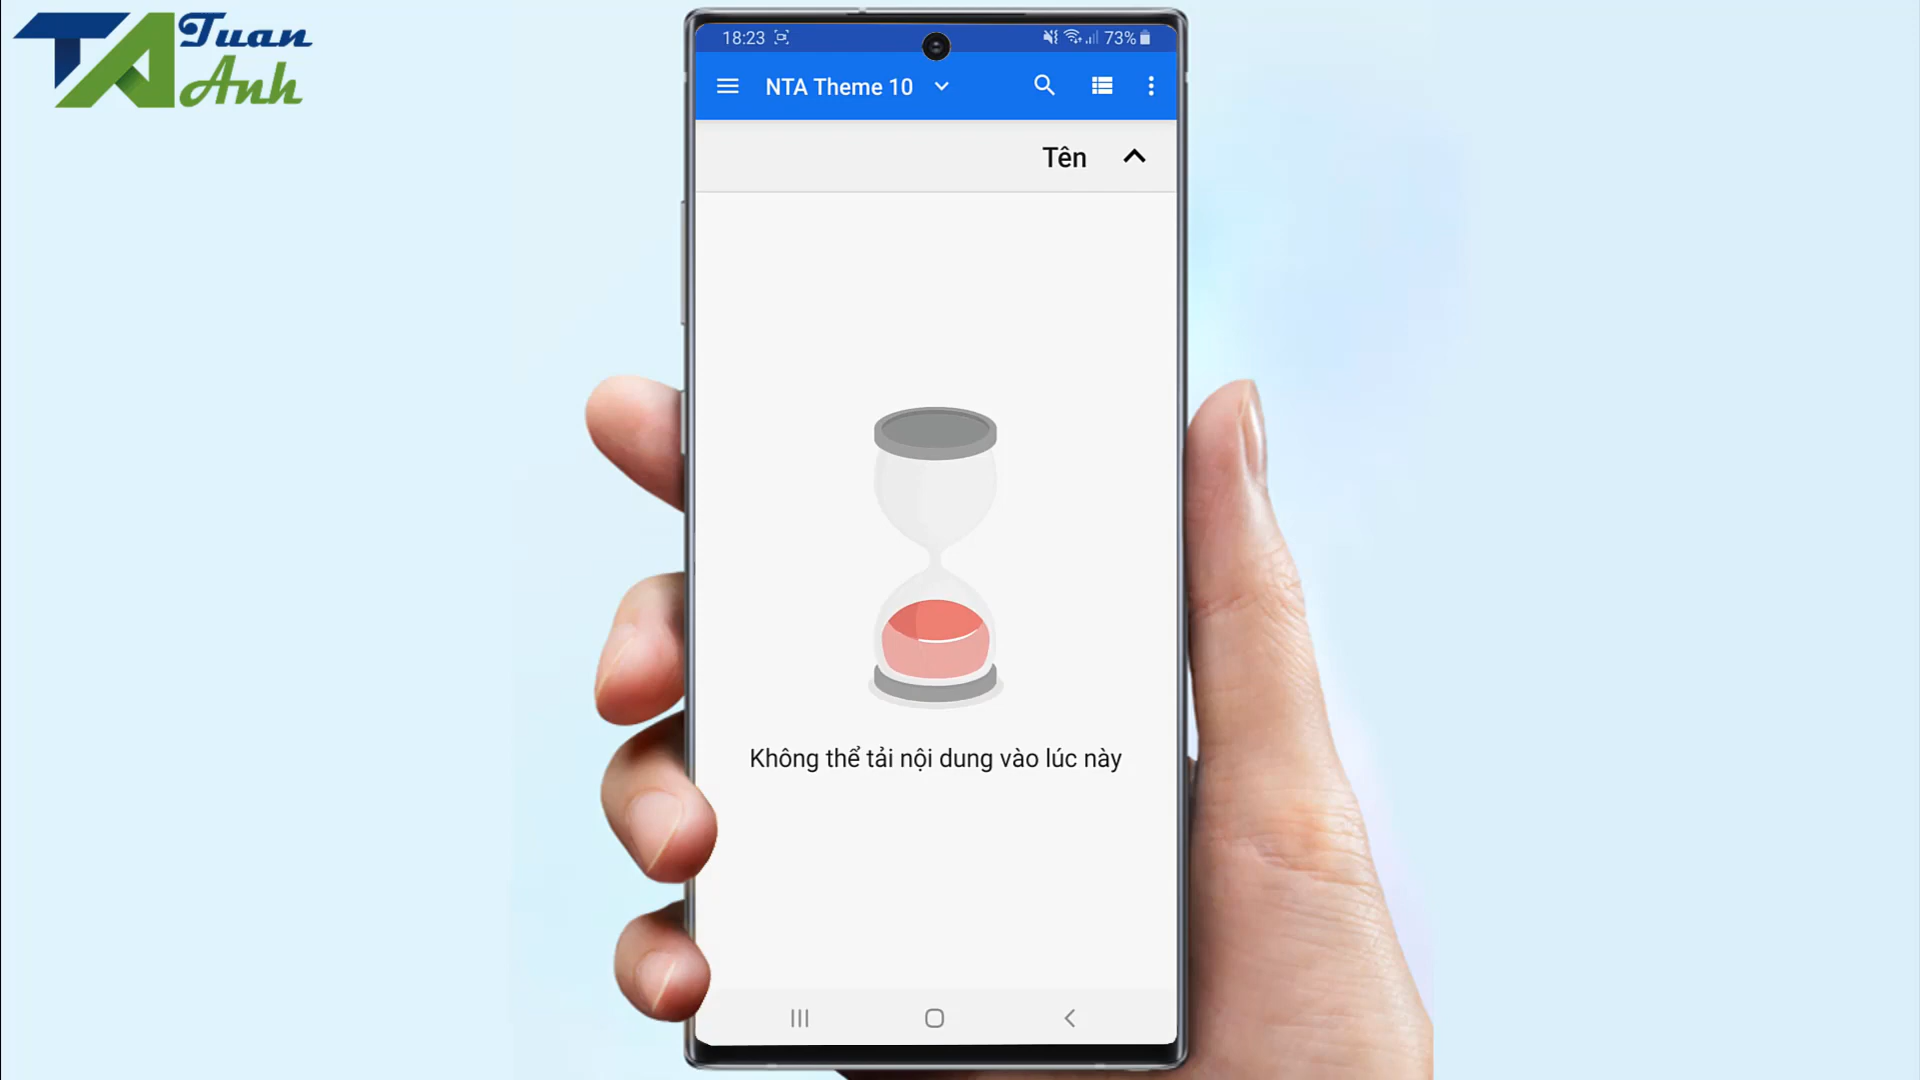 Tuan
TA Anh
18:23
73%
NTA Theme 10
Tên
Không thể tải nội dung vào lúc này